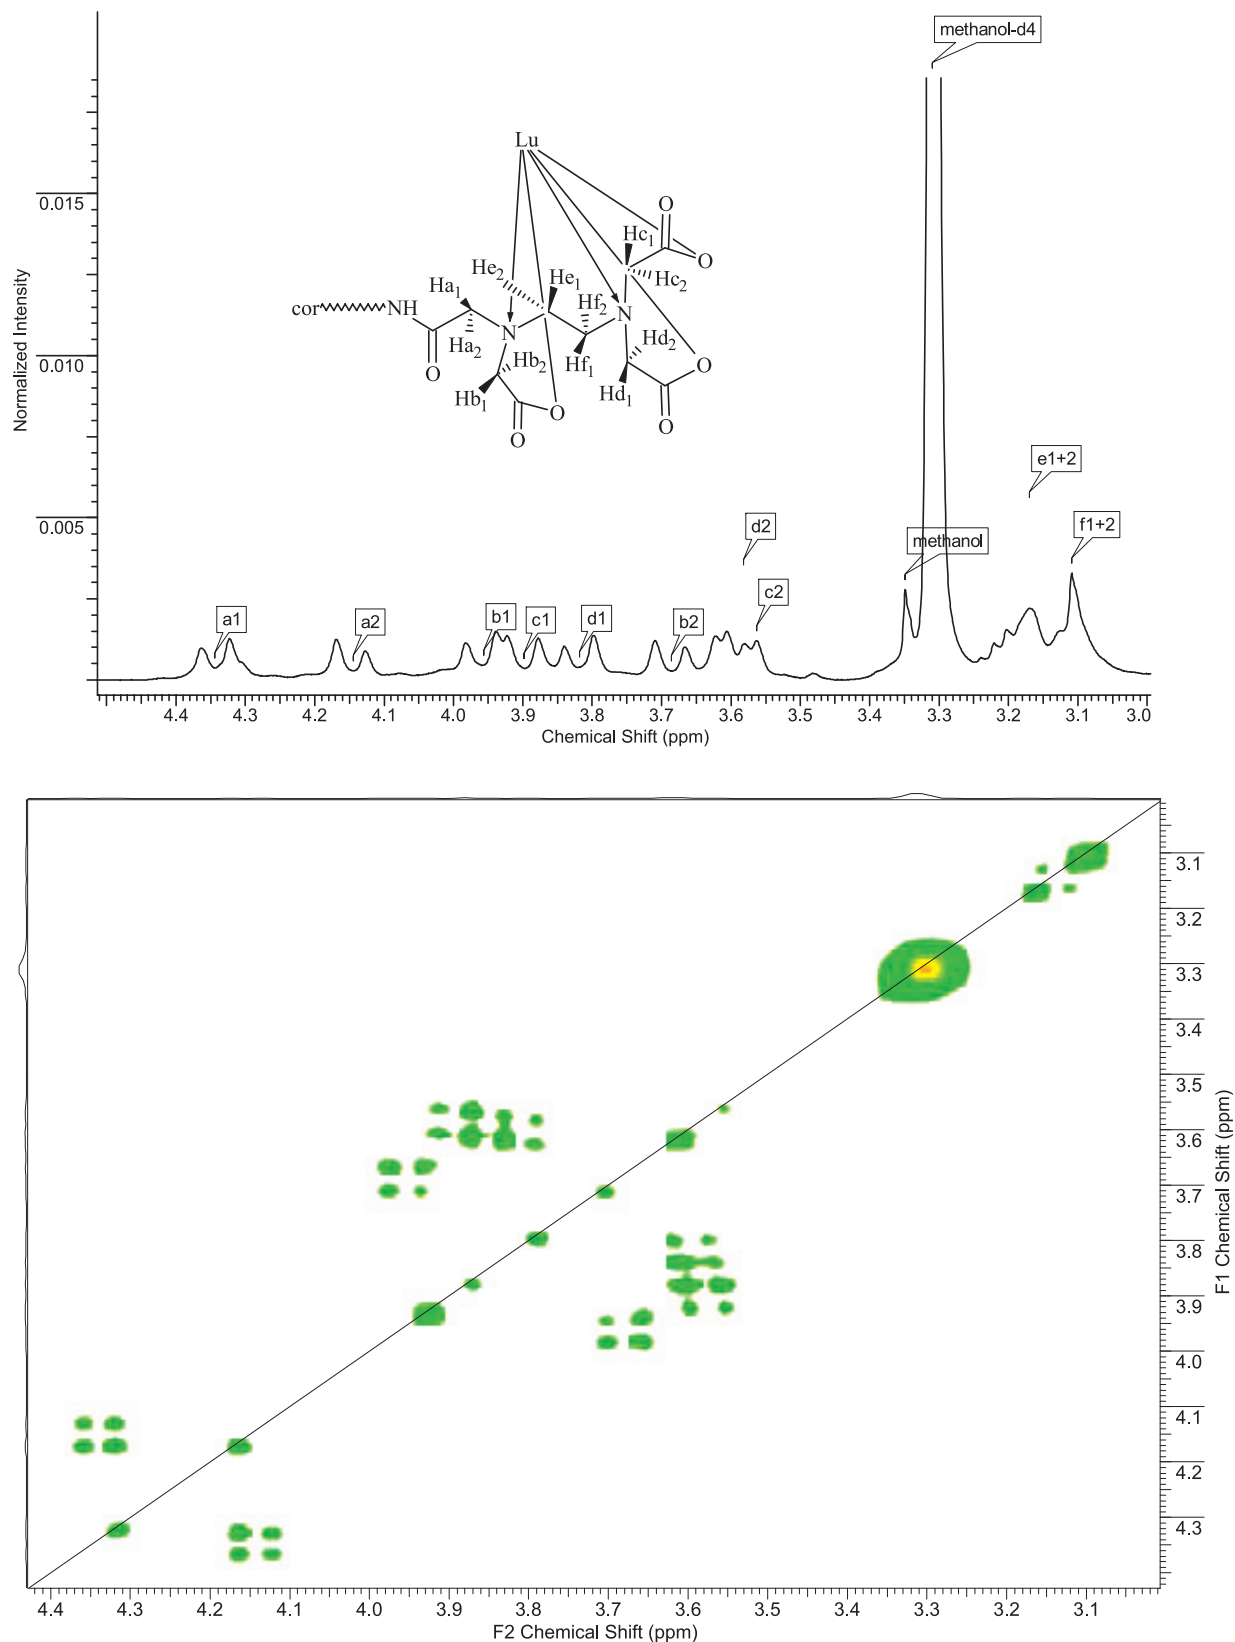 methanol-d4
Lu
O
Hc₁
O
Hc₂
He₂
He₁
Ha₁
Hf₂
cor
NH
N
N
Hd₂
Ha₂
Hb₂
Hf₁
O
O
Hb₁
Hd₁
O
O
O
Normalized Intensity
0.015
0.010
0.005
e1+2
d2
f1+2
methanol
a1
a2
b1
c1
d1
b2
c2
4.4 4.3 4.2 4.1 4.0 3.9 3.8 3.7 3.6 3.5 3.4 3.3 3.2 3.1 3.0
Chemical Shift (ppm)
3.1
3.2
3.3
3.4
3.5
3.6
3.7
3.8
3.9
4.0
4.1
4.2
4.3
F1 Chemical Shift (ppm)
4.4 4.3 4.2 4.1 4.0 3.9 3.8 3.7 3.6 3.5 3.4 3.3 3.2 3.1
F2 Chemical Shift (ppm)